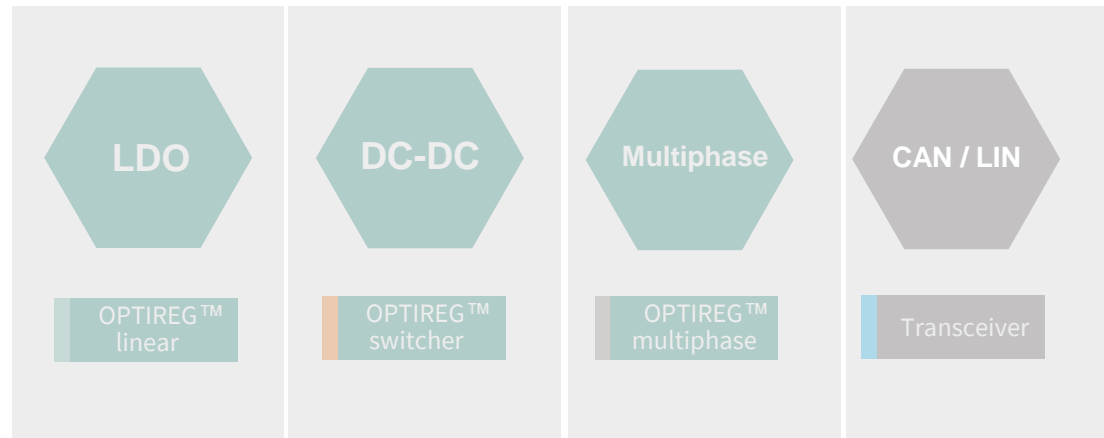 LDO
DC-DC
Multiphase
CAN / LIN
OPTIREG™
linear
OPTIREG™
switcher
OPTIREG™
multiphase
Transceiver